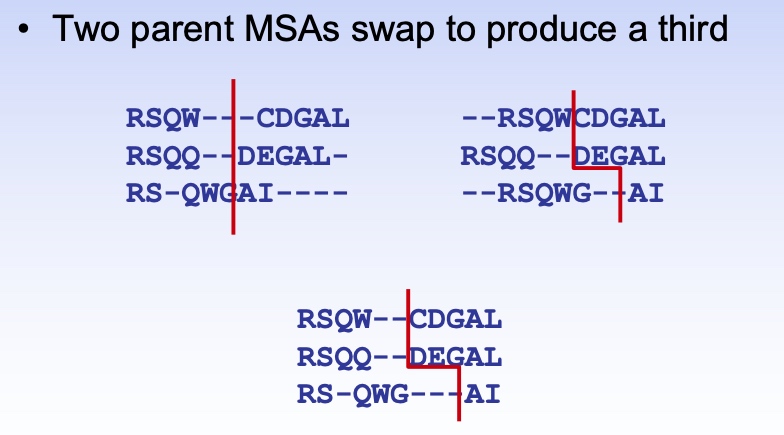 • Two parent MSAs swap to produce a third
RSQW---CDGAL
RSQQ--DEGAL-
RS-QWGAI----
--RSQWCDGAL
RSQQ--DEGAL
--RSQWG--AI
RSQW--CDGAL
RSQQ--DEGAL
RS-QWG---AI